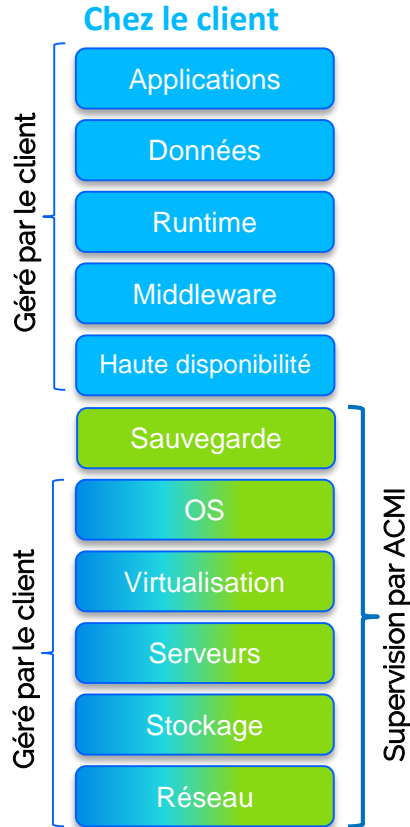 Chez le client
Géré par le client
Applications
Données
Runtime
Middleware
Haute disponibilité
Sauvegarde
Géré par le client
OS
Virtualisation
Serveurs
Stockage
Réseau
Supervision par ACMI